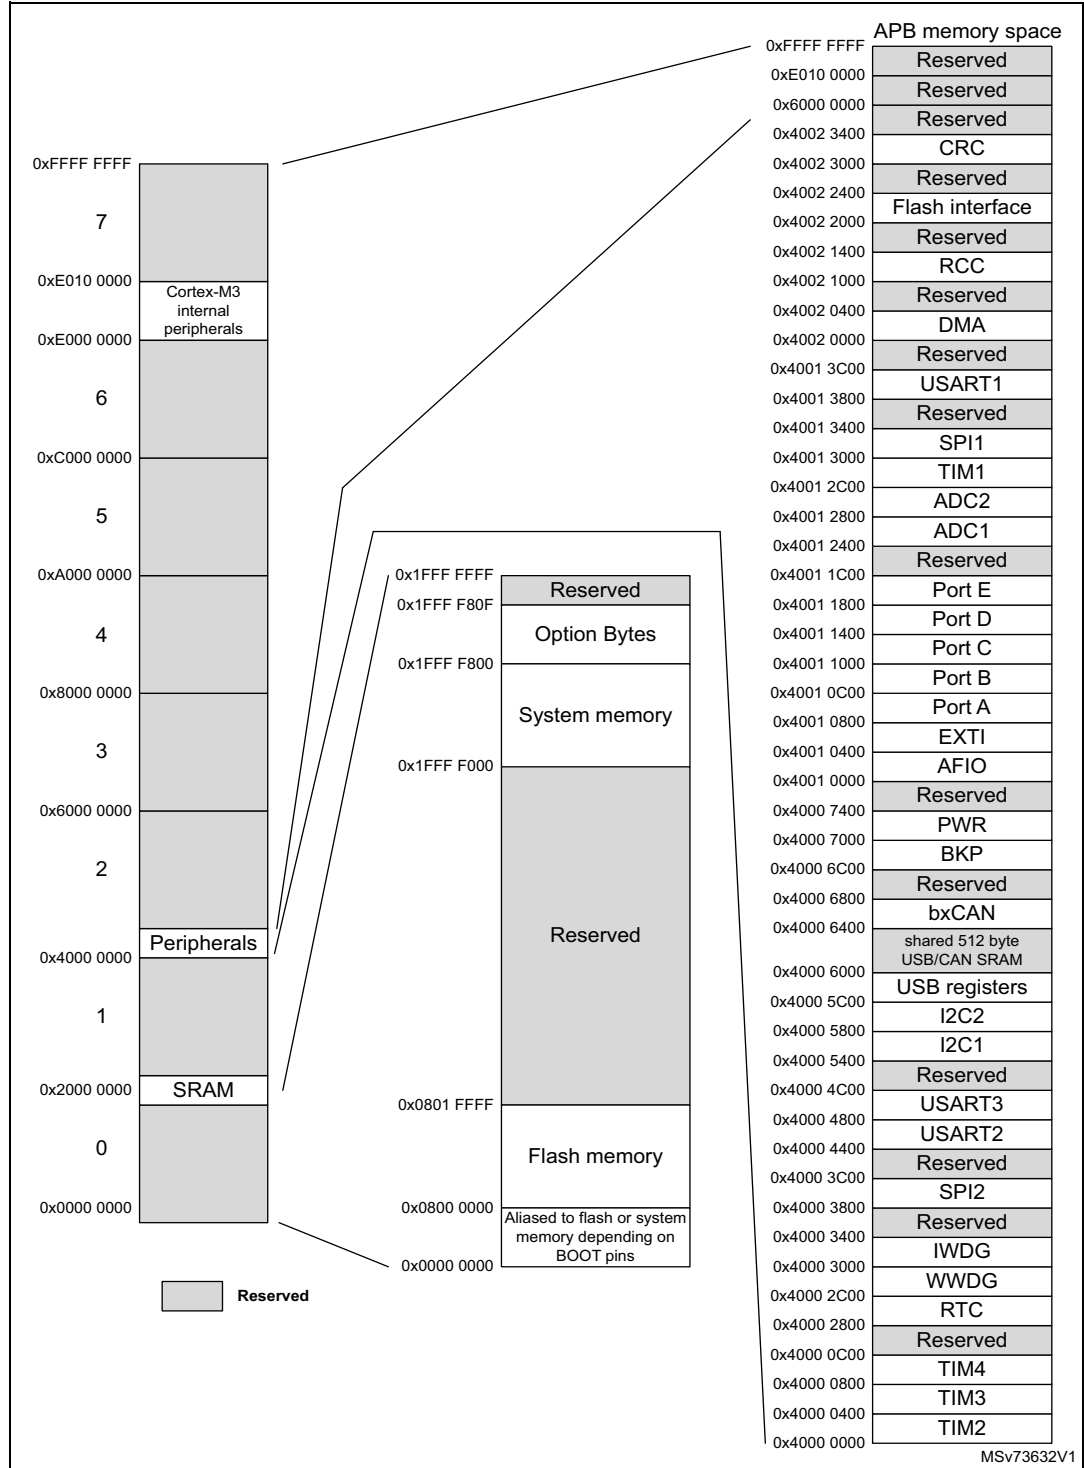 0xFFFF FFFF
7
0xE010 0000
Cortex-M3
internal
peripherals
0xE000 0000
6
0xC000 0000
5
0xA000 0000
4
0x8000 0000
3
0x6000 0000
2
Peripherals
0x4000 0000
1
0x2000 0000
SRAM
0
0x0000 0000
Reserved
0x1FFF FFFF
Reserved
0x1FFF F80F
Option Bytes
0x1FFF F800
System memory
0x1FFF F000
Reserved
0x0801 FFFF
Flash memory
0x0800 0000
Aliased to flash or system
memory depending on
BOOT pins
0x0000 0000
APB memory space
0xFFFF FFFF
Reserved
0xE010 0000
Reserved
0x6000 0000
Reserved
0x4002 3400
CRC
0x4002 3000
Reserved
0x4002 2400
Flash interface
0x4002 2000
Reserved
0x4002 1400
RCC
0x4002 1000
Reserved
0x4002 0400
DMA
0x4002 0000
Reserved
0x4001 3C00
USART1
0x4001 3800
Reserved
0x4001 3400
SPI1
0x4001 3000
TIM1
0x4001 2C00
ADC2
0x4001 2800
ADC1
0x4001 2400
Reserved
0x4001 1C00
Port E
0x4001 1800
Port D
0x4001 1400
Port C
0x4001 1000
Port B
0x4001 0C00
Port A
0x4001 0800
EXTI
0x4001 0400
AFIO
0x4001 0000
Reserved
0x4000 7400
PWR
0x4000 7000
BKP
0x4000 6C00
Reserved
0x4000 6800
bxCAN
0x4000 6400
shared 512 byte
USB/CAN SRAM
0x4000 6000
USB registers
0x4000 5C00
I2C2
0x4000 5800
I2C1
0x4000 5400
Reserved
0x4000 4C00
USART3
0x4000 4800
USART2
0x4000 4400
Reserved
0x4000 3C00
SPI2
0x4000 3800
Reserved
0x4000 3400
IWDG
0x4000 3000
WWDG
0x4000 2C00
RTC
0x4000 2800
Reserved
0x4000 0C00
TIM4
0x4000 0800
TIM3
0x4000 0400
TIM2
0x4000 0000
MSv73632V1